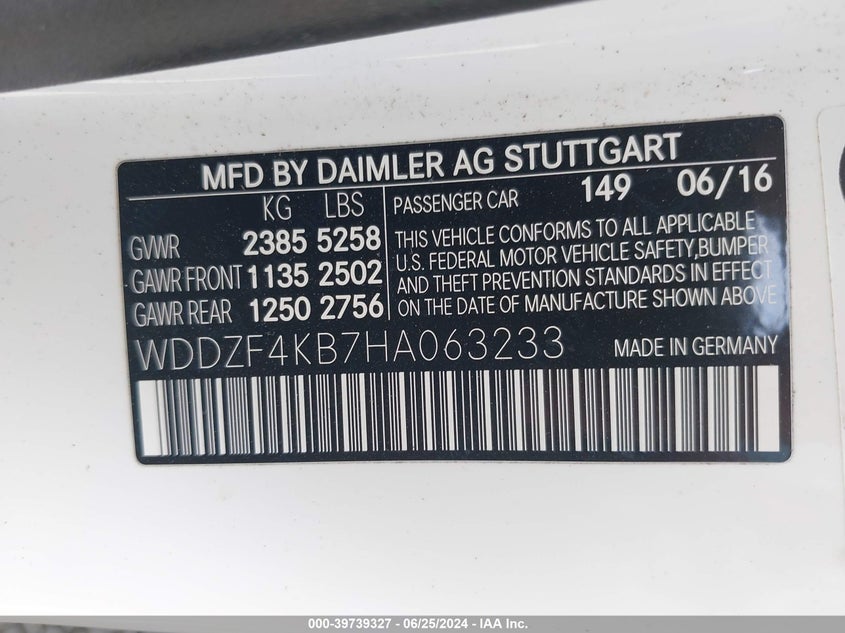 MFD BY DAIMLER AG STUTTGART
KG LBS
GVWR 2385 5258
GAWR FRONT 1135 2502
GAWR REAR 1250 2756
PASSENGER CAR 149 06/16
THIS VEHICLE CONFORMS TO ALL APPLICABLE
U.S. FEDERAL MOTOR VEHICLE SAFETY,BUMPER
AND THEFT PREVENTION STANDARDS IN EFFECT
ON THE DATE OF MANUFACTURE SHOWN ABOVE
WDDZF4KB7HA063233 MADE IN GERMANY
000-39739327 - 06/25/2024 - IAA Inc.